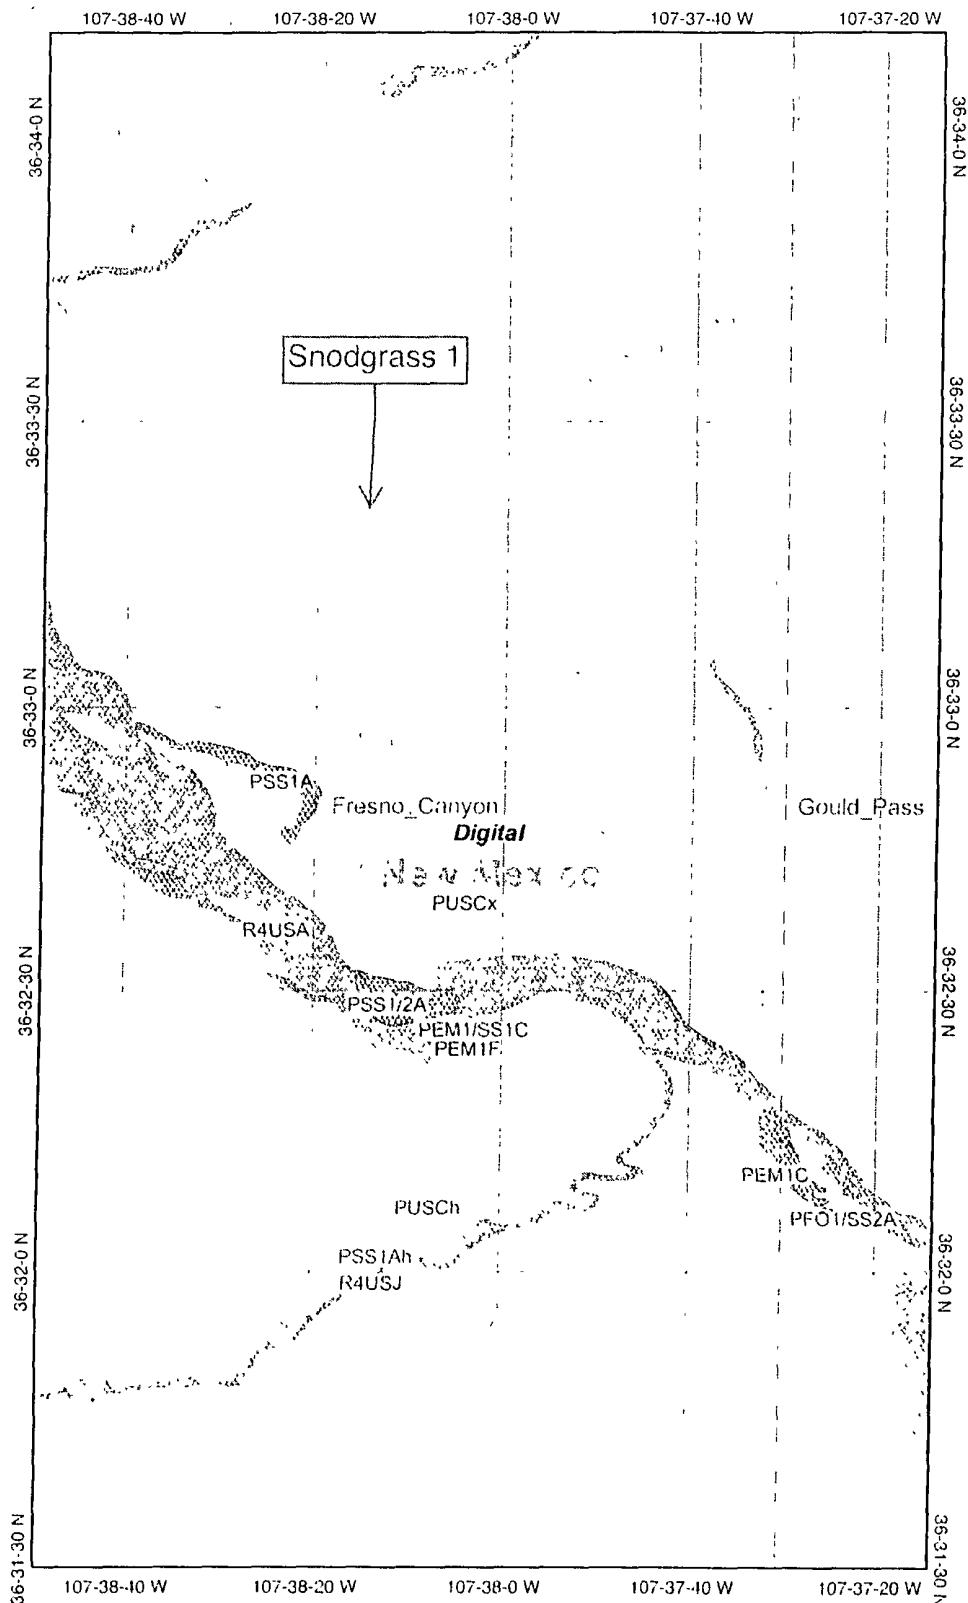 107-38-40 W 107-38-20 W 107-38-0 W 107-37-40 W 107-37-20 W
36-34-0 N
36-34-0 N
Snodgrass 1
36-33-30 N
36-33-30 N
36-33-0 N
36-33-0 N
PSS1A
Fresno_Canyon
Gould_Pass
Digital
New Mex co
PUSCx
R4USA
36-32-30 N
36-32-30 N
PSS1/2A
PEM1/SS1C
PEM1F
PEM1C
PUSCh
PFO1/SS2A
PSS1Ah
R4USJ
36-32-0 N
36-32-0 N
36-31-30 N
36-31-30 N
107-38-40 W 107-38-20 W 107-38-0 W 107-37-40 W 107-37-20 W